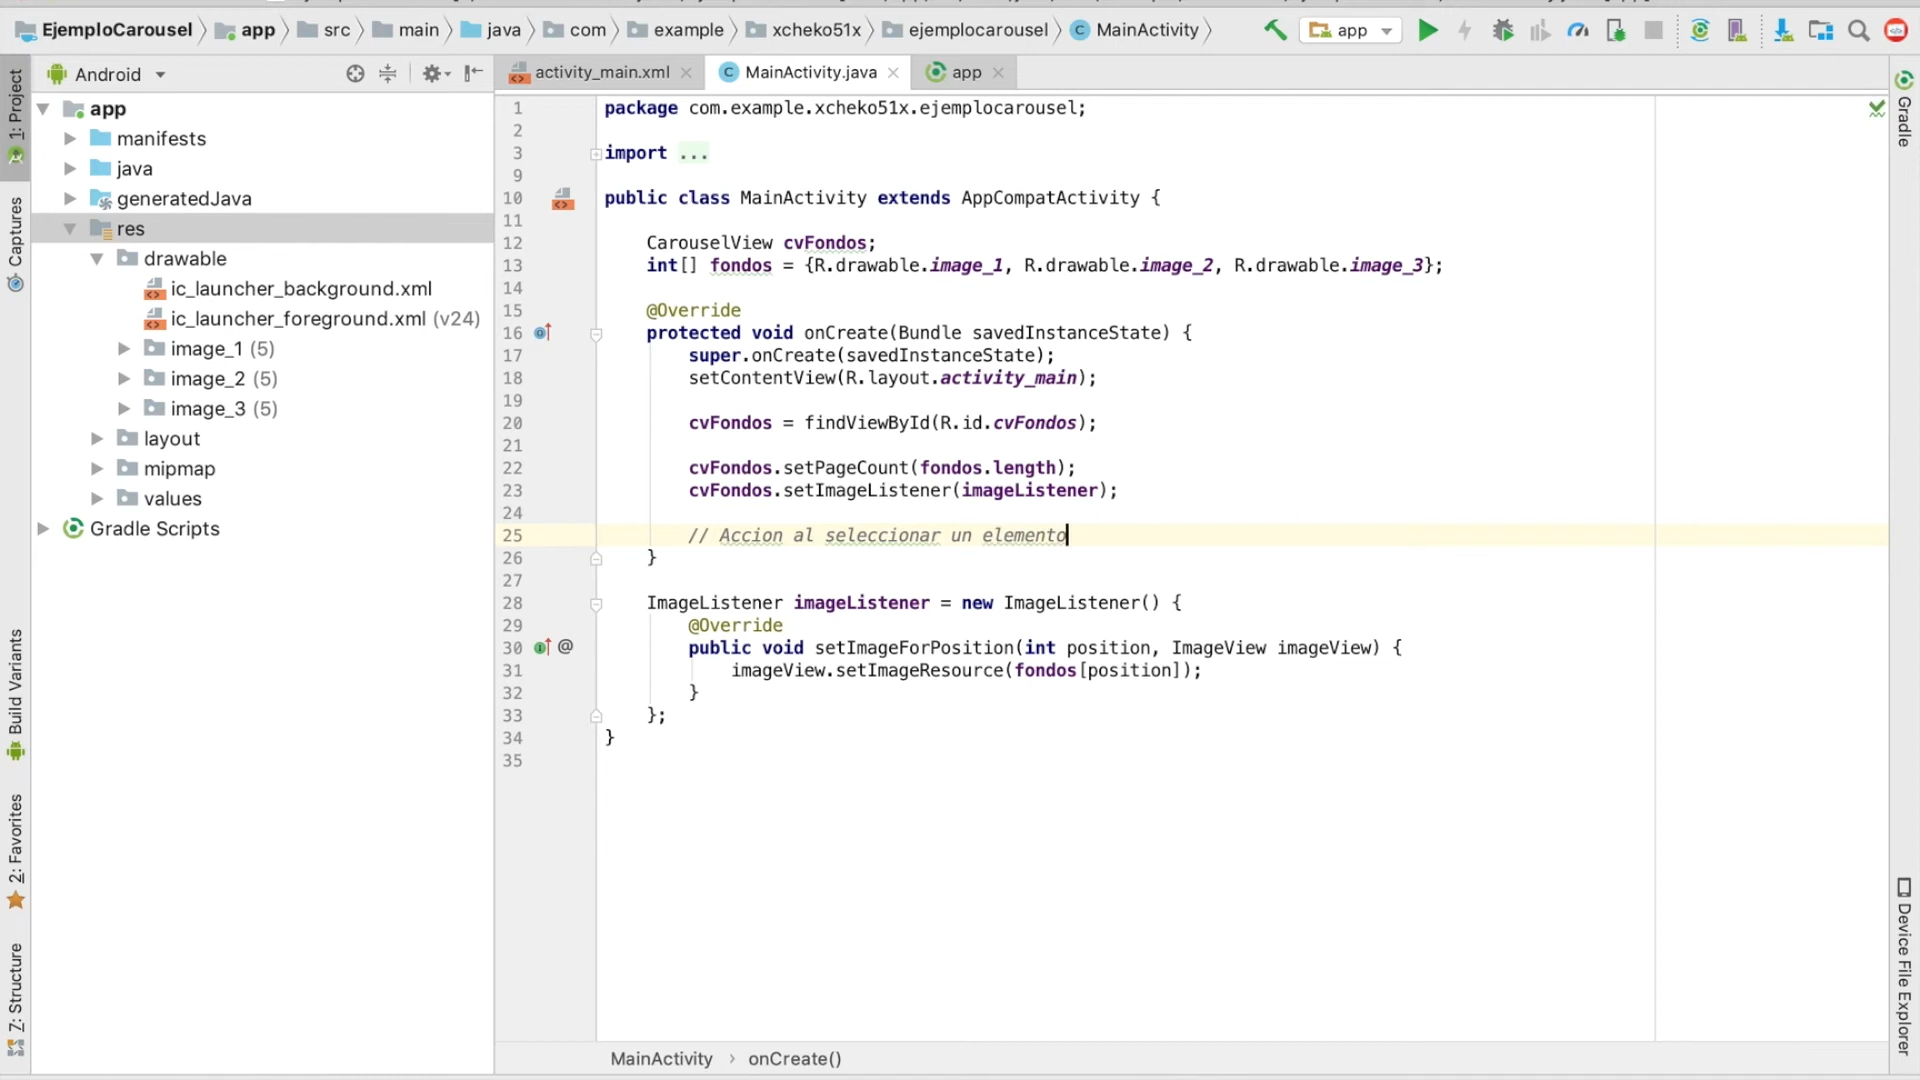 EjemploCarousel app src main java com example xcheko51x ejemplocarousel MainActivity app
1: Project
Captures
Build Variants
2: Favorites
7: Structure
Android
app
manifests
java
generatedJava
res
drawable
ic_launcher_background.xml
ic_launcher_foreground.xml (v24)
image_1 (5)
image_2 (5)
image_3 (5)
layout
mipmap
values
Gradle Scripts
activity_main.xml MainActivity.java app
1 package com.example.xcheko51x.ejemplocarousel;
2
3 import ...
9
10 public class MainActivity extends AppCompatActivity {
11
12 CarouselView cvFondos;
13 int[] fondos = {R.drawable.image_1, R.drawable.image_2, R.drawable.image_3};
14
15 @Override
16 protected void onCreate(Bundle savedInstanceState) {
17 super.onCreate(savedInstanceState);
18 setContentView(R.layout.activity_main);
19
20 cvFondos = findViewById(R.id.cvFondos);
21
22 cvFondos.setPageCount(fondos.length);
23 cvFondos.setImageListener(imageListener);
24
25 // Accion al seleccionar un elemento
26 }
27
28 ImageListener imageListener = new ImageListener() {
29 @Override
30 @ public void setImageForPosition(int position, ImageView imageView) {
31 imageView.setImageResource(fondos[position]);
32 }
33 };
34 }
35
MainActivity › onCreate()
Gradle
Device File Explorer